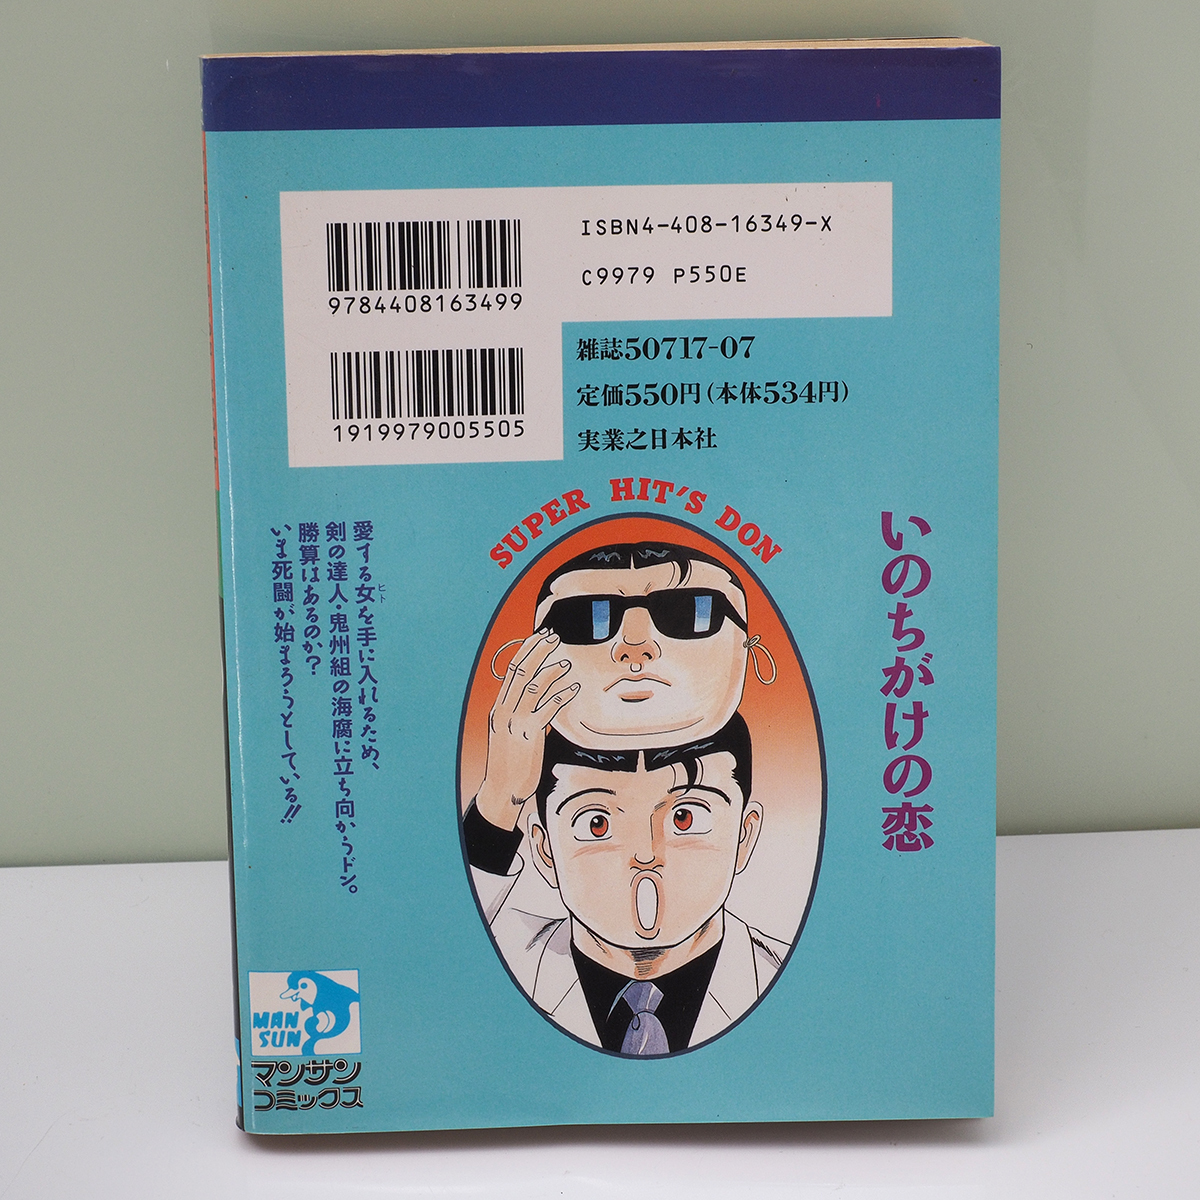 ISBN4-408-16349-X
C9979 P550E
9784408163499
1919979005505
雑誌50717-07
定価550円(本体534円)
実業之日本社
SUPER HIT'S DON
いのちがけの恋
愛する女を手に入れるため、
ヒト
剣の達人・鬼州組の海腐に立ち向かうドン。
勝算はあるのか?
いま死闘が始まろうとしている!!
MAN
SUN
マンサン
コミックス